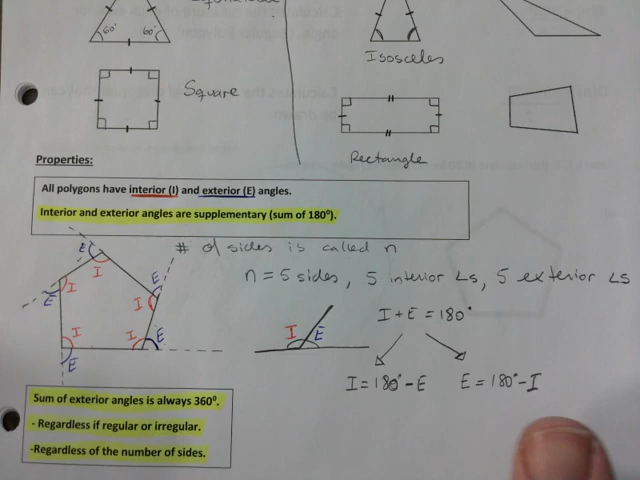 60° 60°
Isosceles
Square
Rectangle
Properties:
All polygons have interior (I) and exterior (E) angles.
Interior and exterior angles are supplementary (sum of 180⁰).
# of sides is called n
n = 5 sides, 5 interior ∠s, 5 exterior ∠s
E
I
I
E
E
I
I + E = 180°
I E
I
I E
E
I = 180° - E E = 180° - I
Sum of exterior angles is always 360⁰.
- Regardless if regular or irregular.
-Regardless of the number of sides.